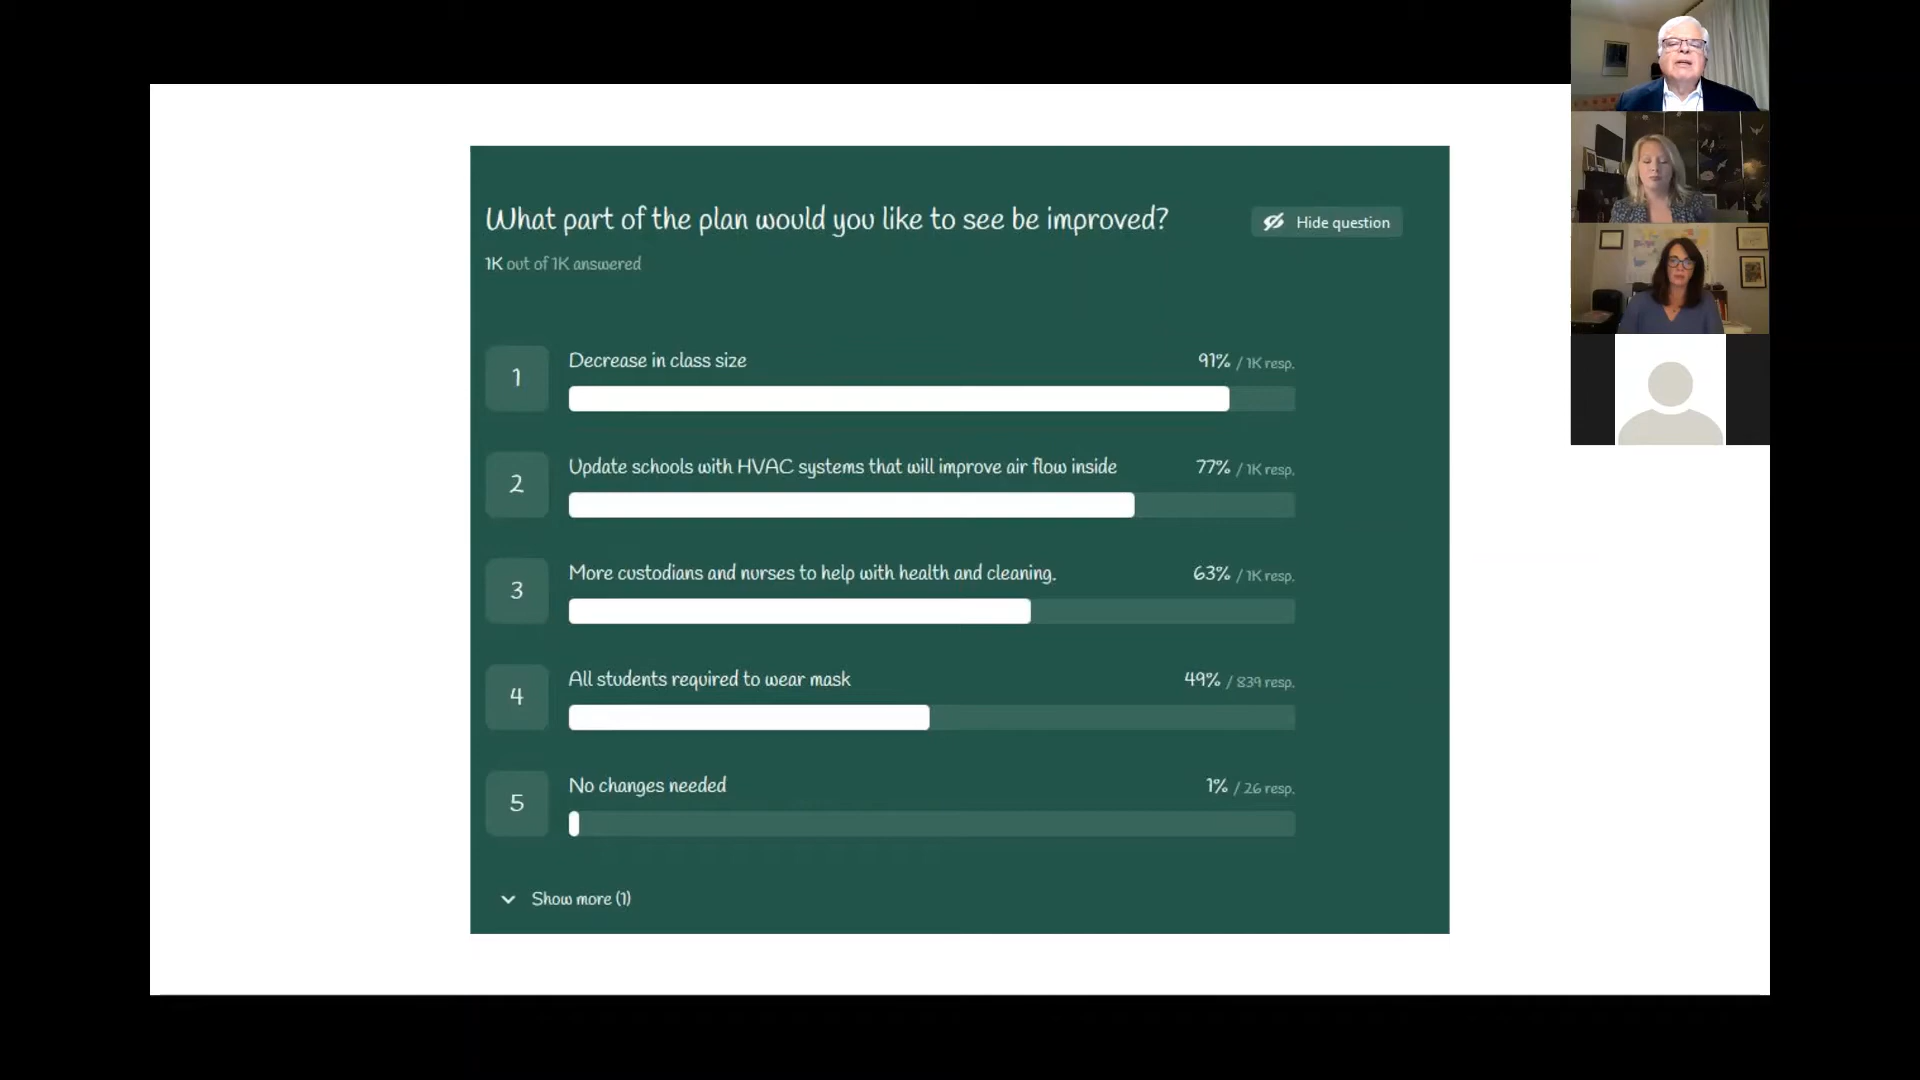 What part of the plan would you like to see be improved?
Hide question
1K out of 1K answered
1
Decrease in class size
91% / 1K resp.
2
Update schools with HVAC systems that will improve air flow inside
77% / 1K resp.
3
More custodians and nurses to help with health and cleaning.
63% / 1K resp.
4
All students required to wear mask
49% / 839 resp.
5
No changes needed
1% / 26 resp.
Show more (1)